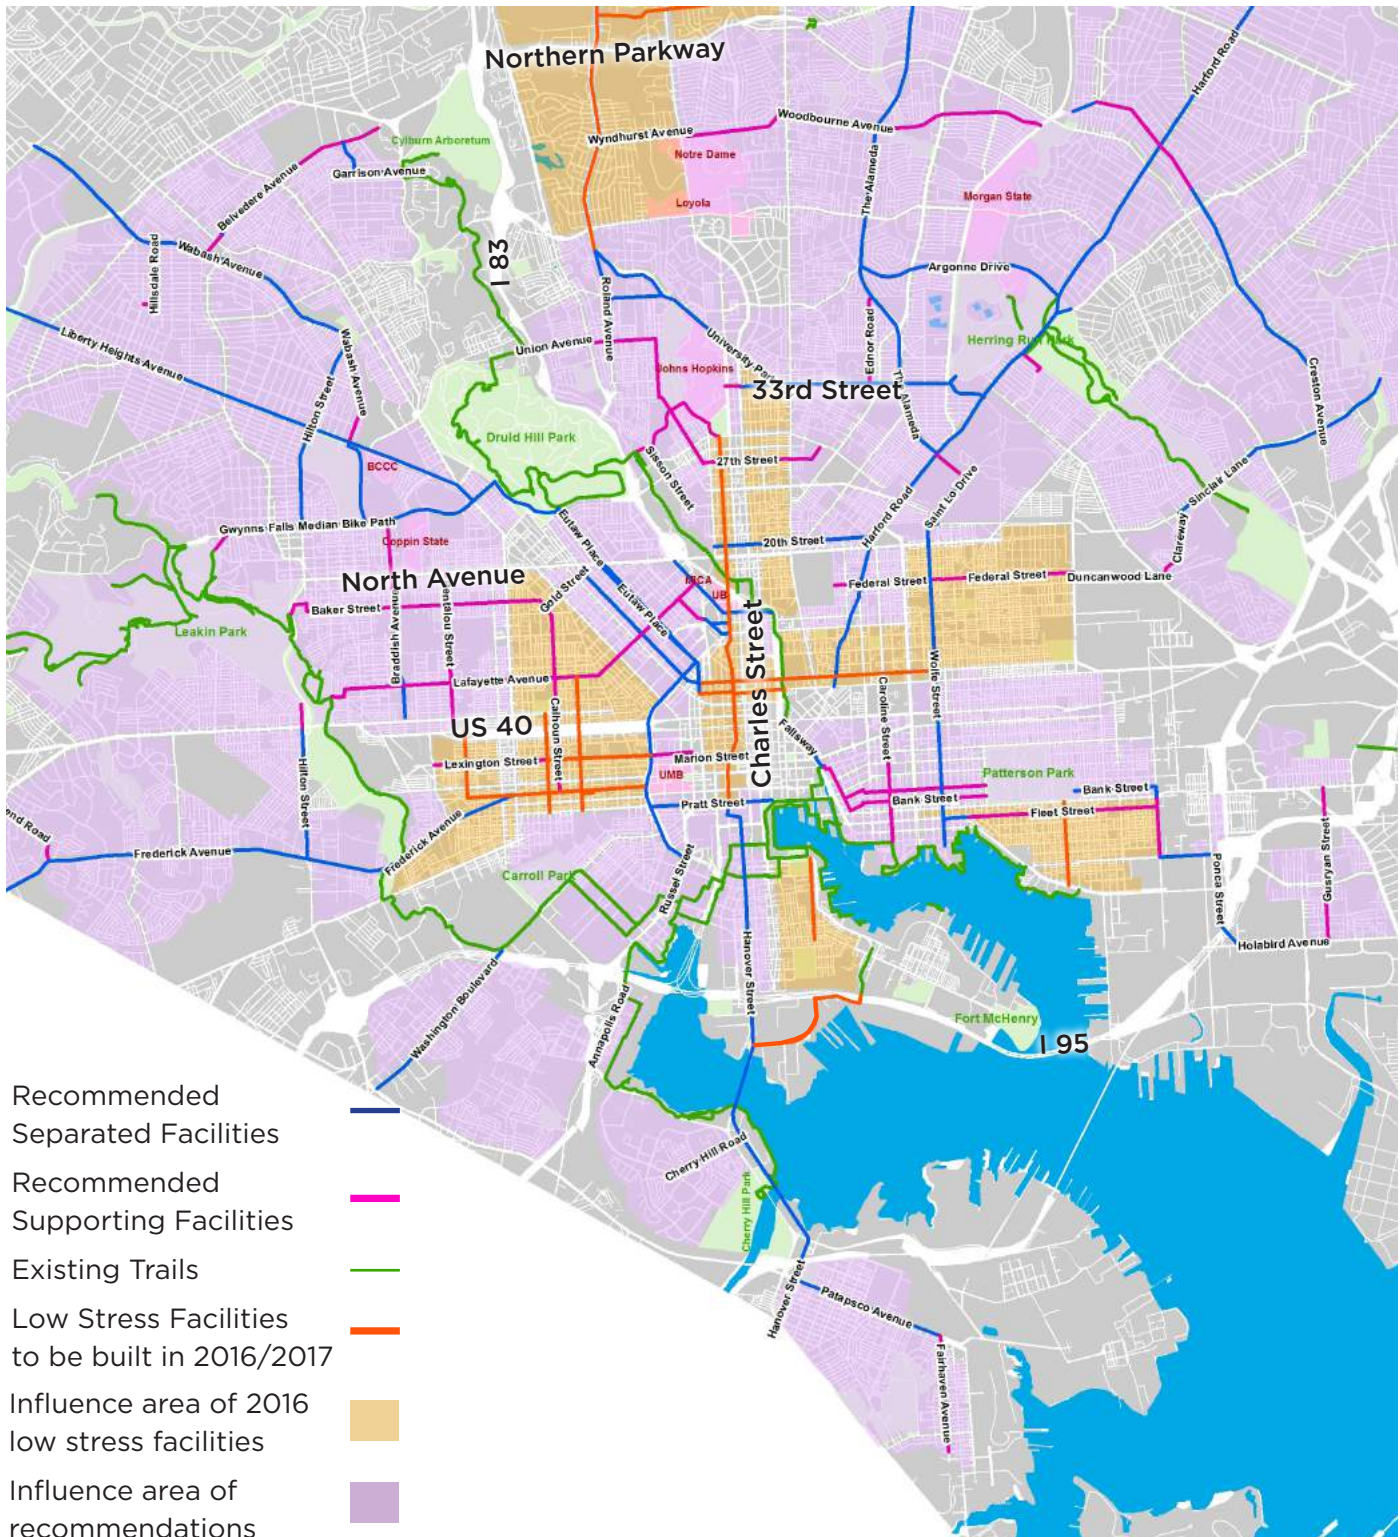 Northern Parkway
Harford Road
Woodbourne Avenue
Wyndhurst Avenue
Cylburn Arboretum
Notre Dame
Garrison Avenue
Belvedere Avenue
The Alameda
Morgan State
Loyola
Hillsdale Road
Wabash Avenue
I 83
Argonne Drive
Roland Avenue
Liberty Heights Avenue
Wabash Avenue
Union Avenue
University Par
Ednor Road
Herring Run Park
Johns Hopkins
33rd Street
The Alameda
Creston Avenue
Hilton Street
Druid Hill Park
Sisson Street
27th Street
BCCC
Saint Lo Drive
Sinclair Lane
Harford Road
Clareway
Gwynns Falls Median Bike Path
Eutaw Place
20th Street
Coppin State
North Avenue
Gold Street
Eutaw Place
MICA
UB
Federal Street
Federal Street
Duncanwood Lane
Baker Street
Braddish Avenue
entalou Street
Leakin Park
Charles Street
Wolfe Street
Lafayette Avenue
Caroline Street
Calhoun Street
US 40
Fallsway
Lexington Street
Marion Street
UMB
Patterson Park
Hilton Street
Pratt Street
Bank Street
Bank Street
Fleet Street
end Road
Frederick Avenue
Frederick Avenue
Carroll Park
Russel Street
Ponca Street
Gusryan Street
Hanover Street
Holabird Avenue
Washington Boulevard
Annapolis Road
Fort McHenry
I 95
Cherry Hill Road
Cherry Hill Park
Hanover Street
Patapsco Avenue
Fairhaven Avenue
Recommended
Separated Facilities
Recommended
Supporting Facilities
Existing Trails
Low Stress Facilities
to be built in 2016/2017
Influence area of 2016
low stress facilities
Influence area of
recommendations